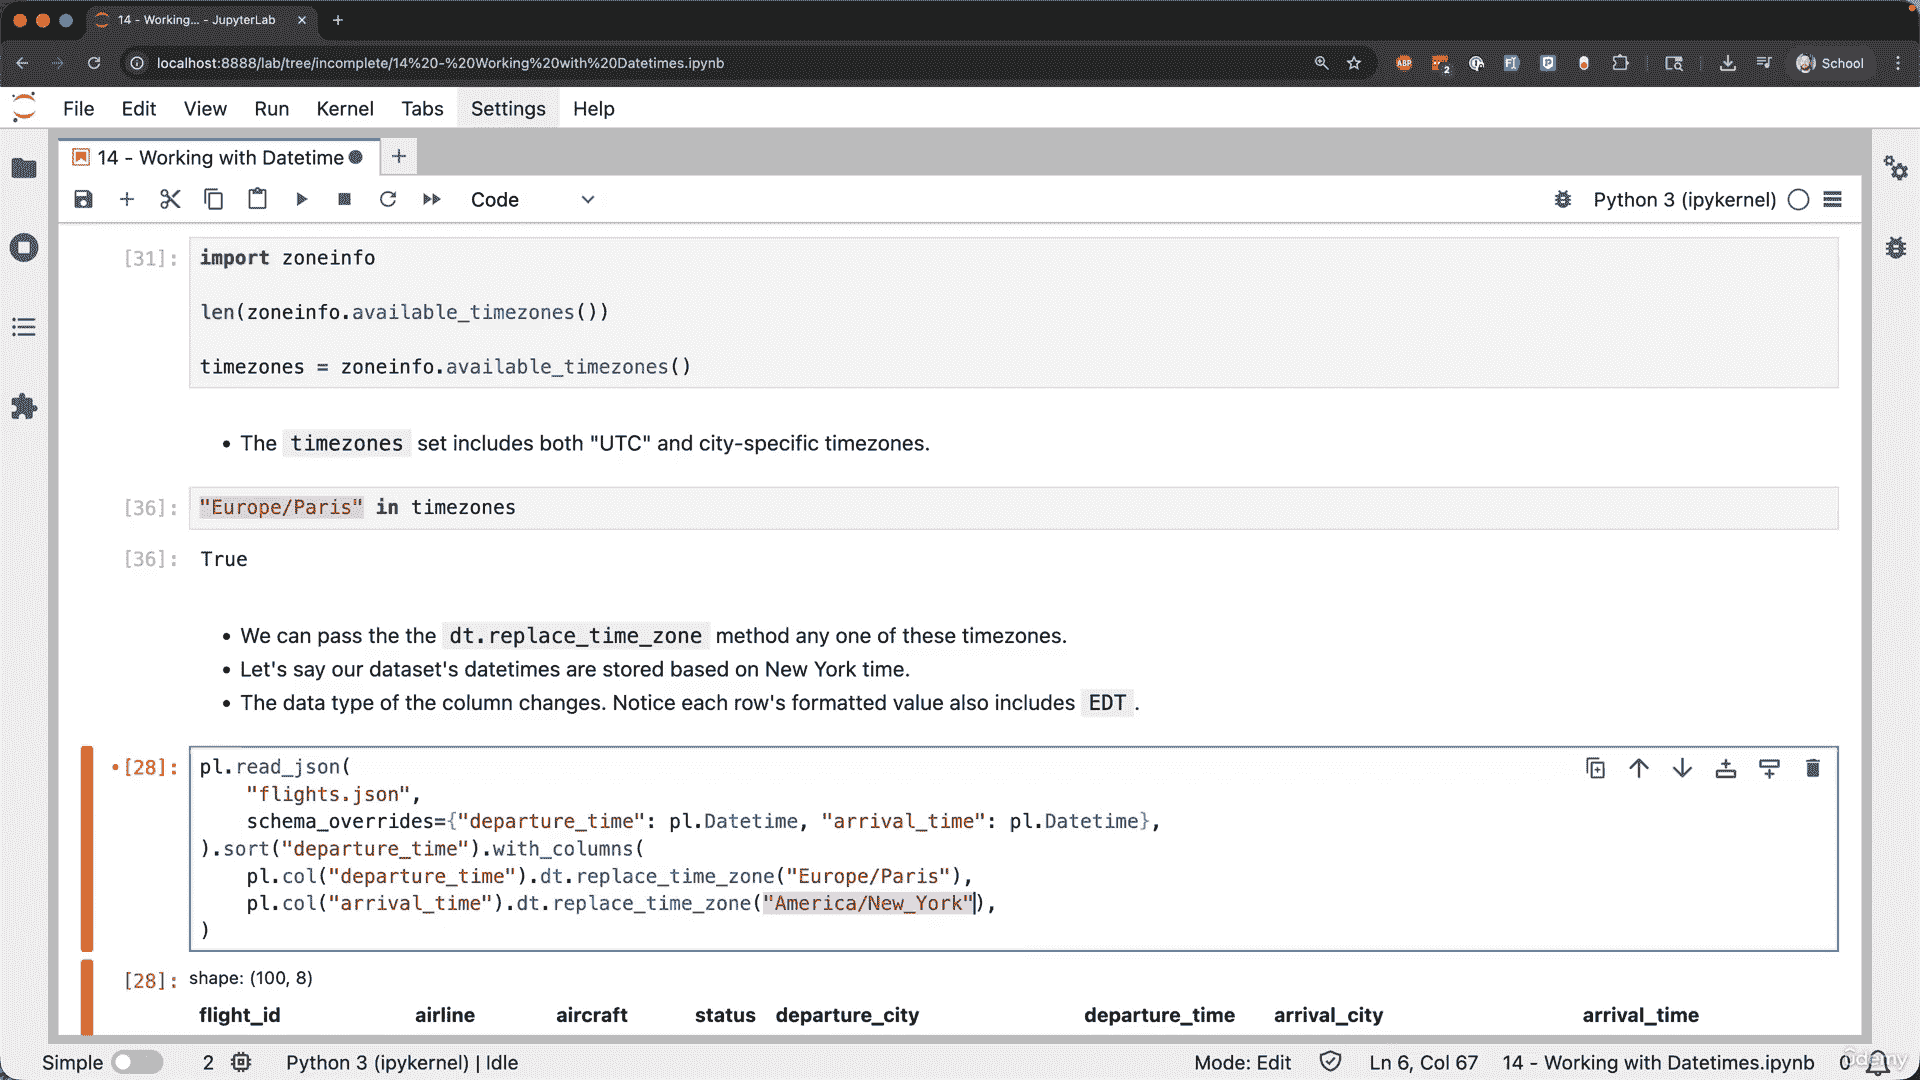 14 - Working... - JupyterLab
localhost:8888/lab/tree/incomplete/14%20-%20Working%20with%20Datetimes.ipynb
ABP
2
School
File Edit View Run Kernel Tabs Settings Help
14 - Working with Datetime
Code
Python 3 (ipykernel)
[31]: import zoneinfo
len(zoneinfo.available_timezones())
timezones = zoneinfo.available_timezones()
• The timezones set includes both "UTC" and city-specific timezones.
[36]: "Europe/Paris" in timezones
[36]: True
• We can pass the the dt.replace_time_zone method any one of these timezones.
• Let's say our dataset's datetimes are stored based on New York time.
• The data type of the column changes. Notice each row's formatted value also includes EDT.
•[28]: pl.read_json(
"flights.json",
schema_overrides={"departure_time": pl.Datetime, "arrival_time": pl.Datetime},
).sort("departure_time").with_columns(
pl.col("departure_time").dt.replace_time_zone("Europe/Paris"),
pl.col("arrival_time").dt.replace_time_zone("America/New_York"),
)
[28]: shape: (100, 8)
flight_id airline aircraft status departure_city departure_time arrival_city arrival_time
Simple 2 Python 3 (ipykernel) | Idle Mode: Edit Ln 6, Col 67 14 - Working with Datetimes.ipynb 0
Udemy